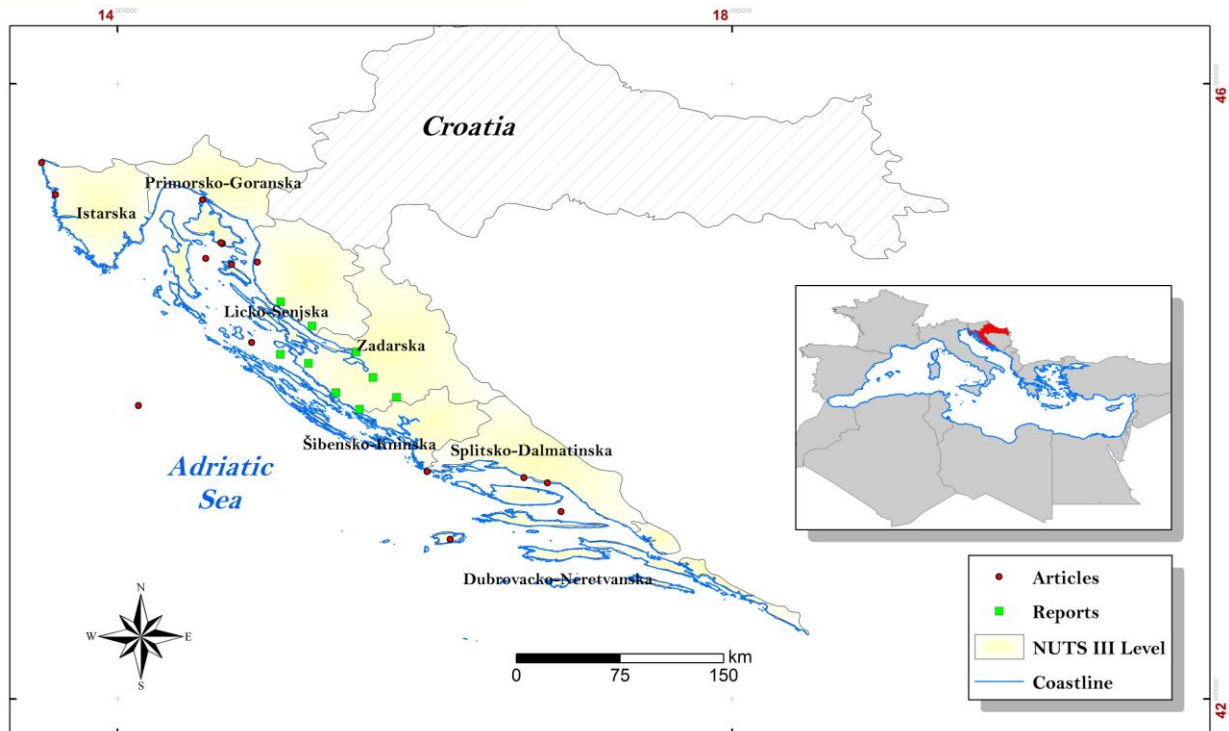 14
18
46
Croatia
Primorsko-Goranska
Istarska
Licko-Senjska
Zadarska
Šibensko-Kninska
Splitsko-Dalmatinska
Adriatic
Sea
Dubrovacko-Neretvanska
N
W
E
S
km
0
75
150
Articles
Reports
NUTS III Level
Coastline
42